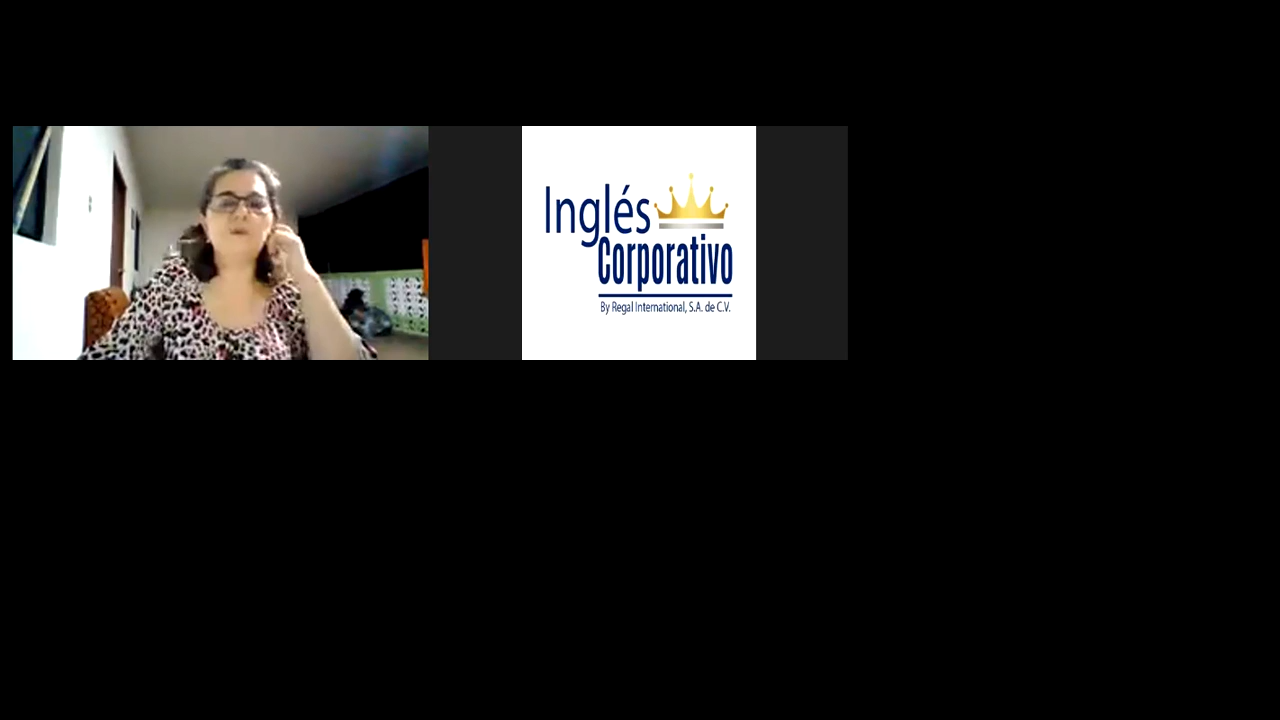 Inglés
Corporativo
By Regal International, S.A. de C.V.